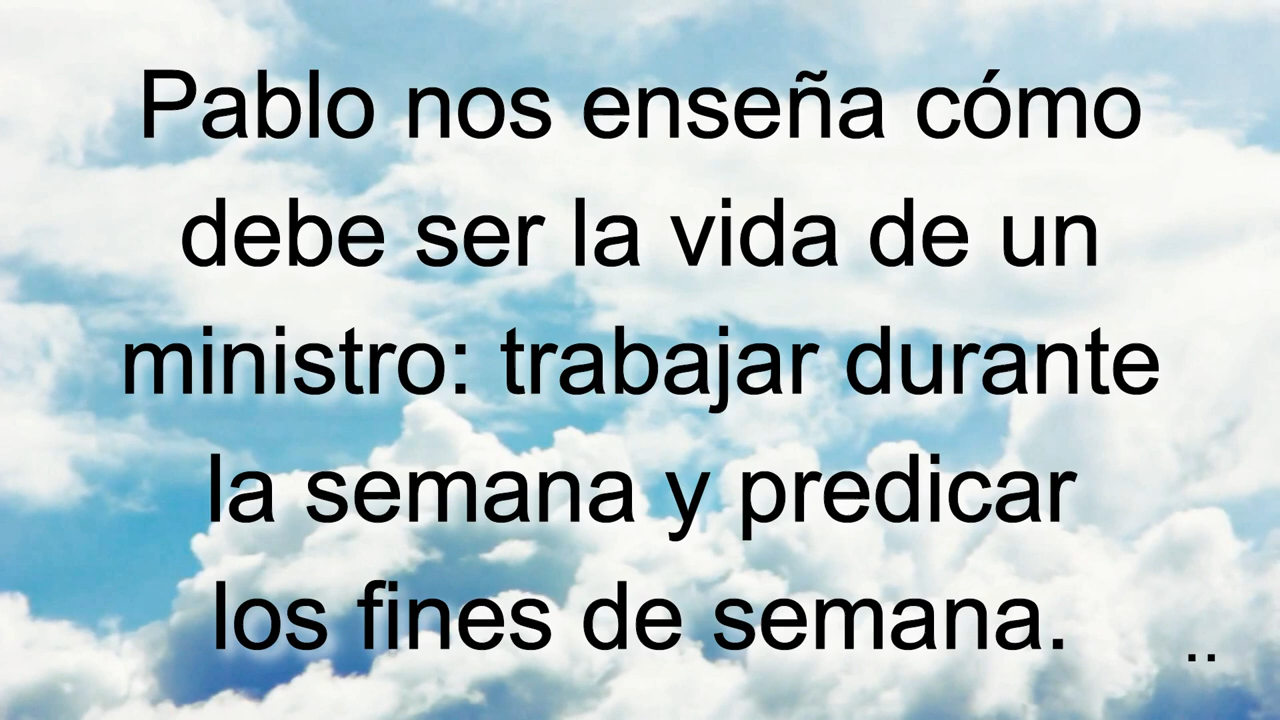 Pablo nos enseña cómo
debe ser la vida de un
ministro: trabajar durante
la semana y predicar
los fines de semana.
..